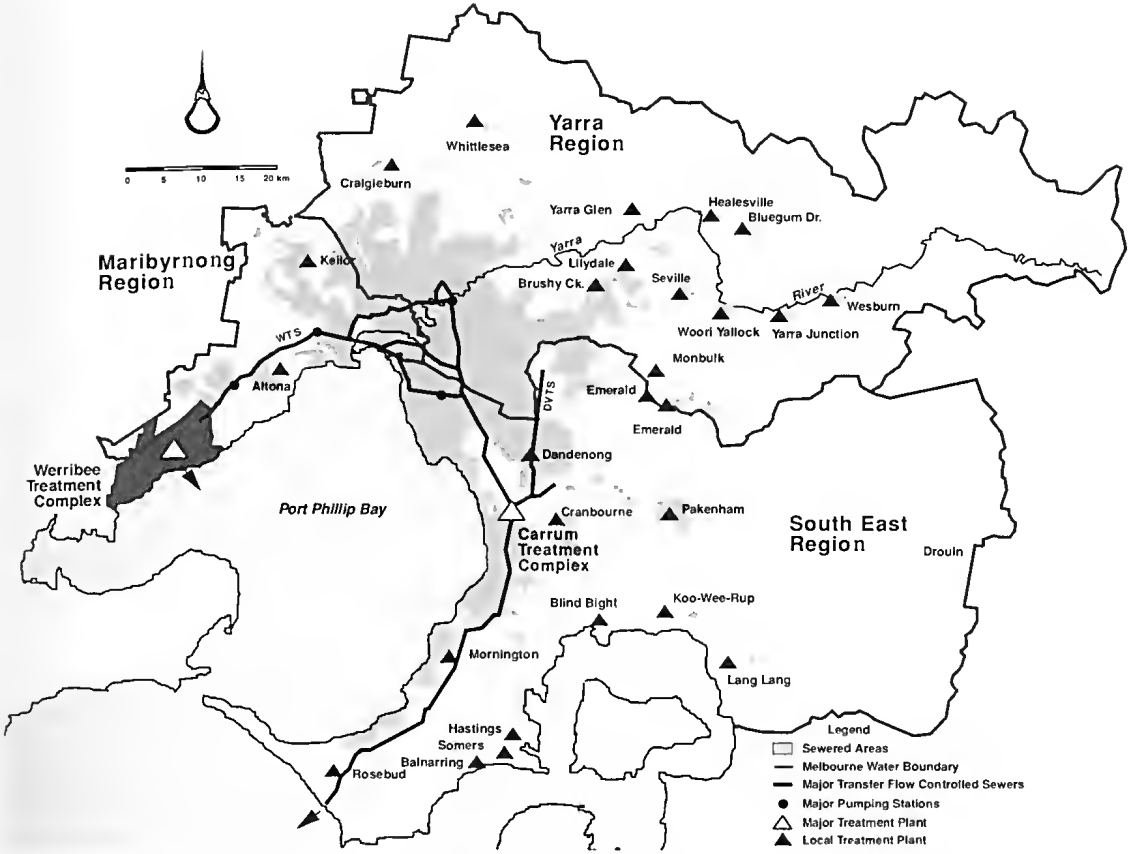 Yarra
Region
Whittlesea
Craigieburn
0 5 10 15 20 km
Yarra Glen
Healesville
Bluegum Dr.
Yarra
River
Maribyrnong
Region
Keilor
Lilydale
Brushy Ck.
Seville
Wesburn
Woori Yallock
Yarra Junction
WTS
Monbulk
Altona
Emerald
DVTS
Emerald
Dandenong
Werribee
Treatment
Complex
Port Phillip Bay
Cranbourne
Pakenham
Carrum
Treatment
Complex
South East
Region
Drouin
Blind Bight
Koo-Wee-Rup
Mornington
Lang Lang
Hastings
Somers
Balnarring
Rosebud
Legend
Sewered Areas
Melbourne Water Boundary
Major Transfer Flow Controlled Sewers
Major Pumping Stations
Major Treatment Plant
Local Treatment Plant